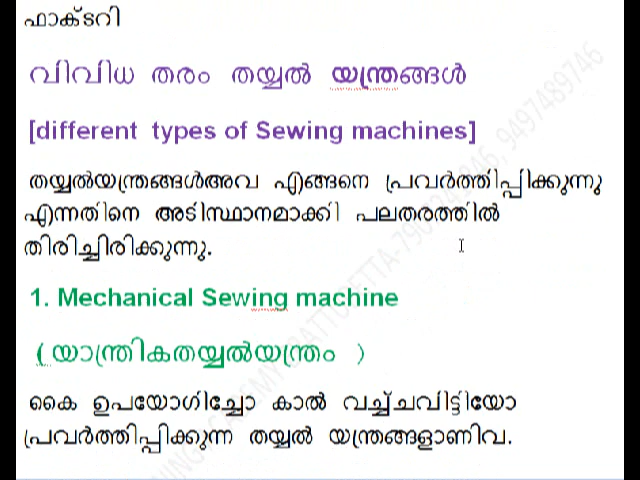 ഫാക്ടറി
വിവിധ തരം തയ്യൽ യന്ത്രങ്ങൾ
[different types of Sewing machines]
തയ്യൽയന്ത്രങ്ങൾഅവ എങ്ങനെ പ്രവർത്തിപ്പിക്കുന്നു
എന്നതിനെ അടിസ്ഥാനമാക്കി പലതരത്തിൽ
തിരിച്ചിരിക്കുന്നു.
1. Mechanical Sewing machine
(യാന്ത്രികതയ്യൽയന്ത്രം )
കൈ ഉപയോഗിച്ചോ കാൽ വച്ച്ചവിട്ടിയോ
പ്രവർത്തിപ്പിക്കുന്ന തയ്യൽ യന്ത്രങ്ങളാണിവ.